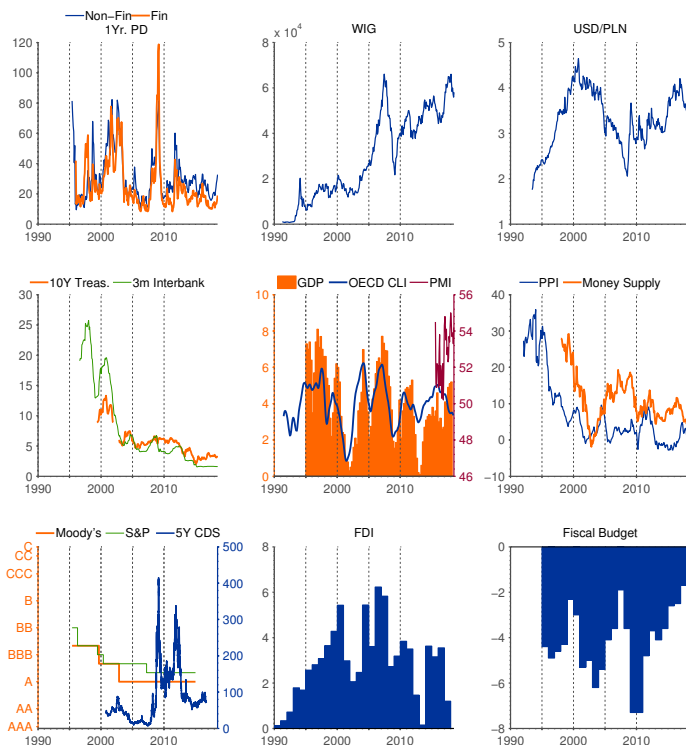 Non-Fin Fin
1Yr. PD
120
100
80
60
40
20
0
1990 2000 2010
x 10⁴
WIG
8
6
4
2
0
1990 2000 2010
USD/PLN
5
4
3
2
1
1990 2000 2010
10Y Treas. 3m Interbank
30
25
20
15
10
5
0
1990 2000 2010
GDP OECD CLI PMI
10 56
8 54
6 52
4 50
2 48
0 46
1990 2000 2010
PPI Money Supply
40
30
20
10
0
−10
1990 2000 2010
Moody's S&P 5Y CDS
C 500
CC
CCC
400
B
300
BB
BBB 200
A
100
AA
AAA 0
1990 2000 2010
FDI
8
6
4
2
0
1990 2000 2010
Fiscal Budget
0
−2
−4
−6
−8
1990 2000 2010